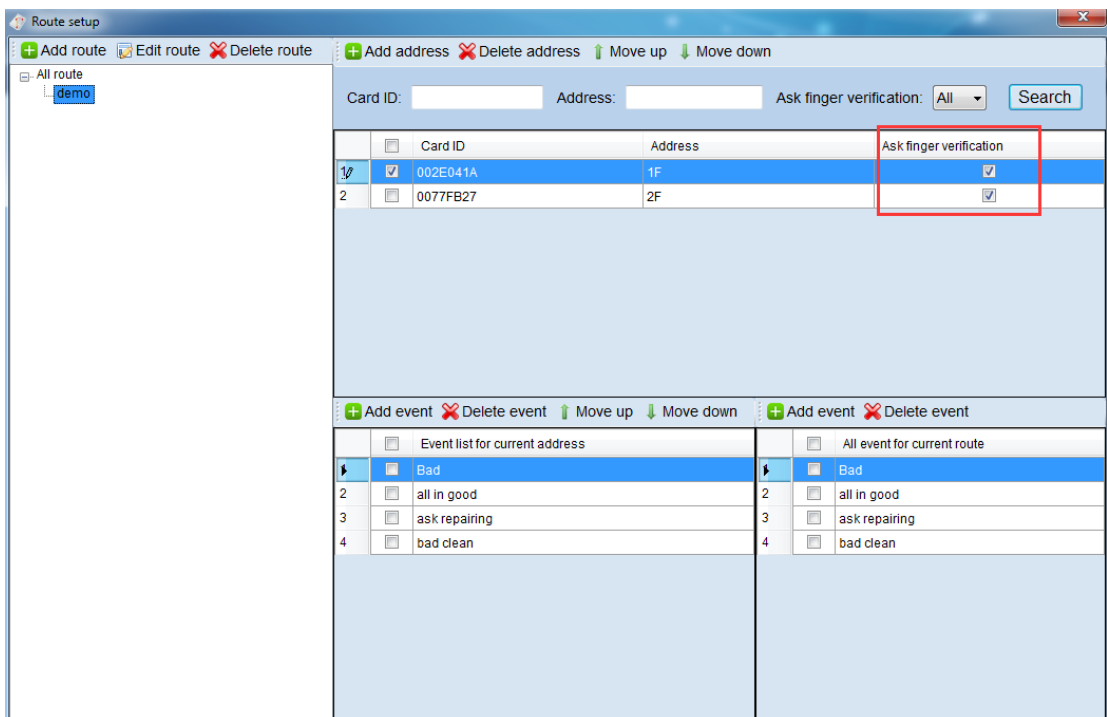 Route setup
Add route Edit route Delete route
Add address Delete address Move up Move down
All route
demo
Card ID: Address: Ask finger verification: All Search
Card ID Address Ask finger verification
1 002E041A 1F
2 0077FB27 2F
Add event Delete event Move up Move down
Event list for current address
Bad
2 all in good
3 ask repairing
4 bad clean
Add event Delete event
All event for current route
Bad
2 all in good
3 ask repairing
4 bad clean